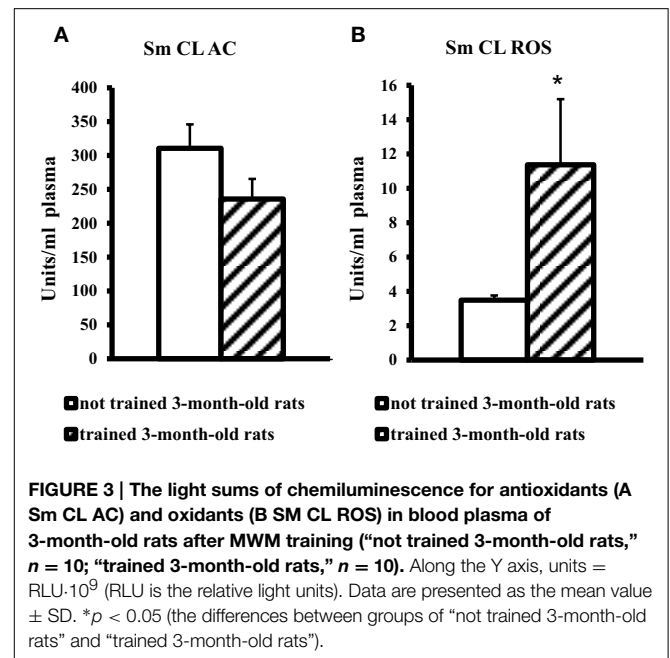 A
Sm CL AC
Units/ml plasma
400
350
300
250
200
150
100
50
0
not trained 3-month-old rats
trained 3-month-old rats
B
Sm CL ROS
Units/ml plasma
16
14
12
10
8
6
4
2
0
*
not trained 3-month-old rats
trained 3-month-old rats
FIGURE 3 | The light sums of chemiluminescence for antioxidants (A
Sm CL AC) and oxidants (B SM CL ROS) in blood plasma of
3-month-old rats after MWM training (“not trained 3-month-old rats,”
n = 10; “trained 3-month-old rats,” n = 10). Along the Y axis, units =
RLU·10⁹ (RLU is the relative light units). Data are presented as the mean value
± SD. *p < 0.05 (the differences between groups of “not trained 3-month-old
rats” and “trained 3-month-old rats”).